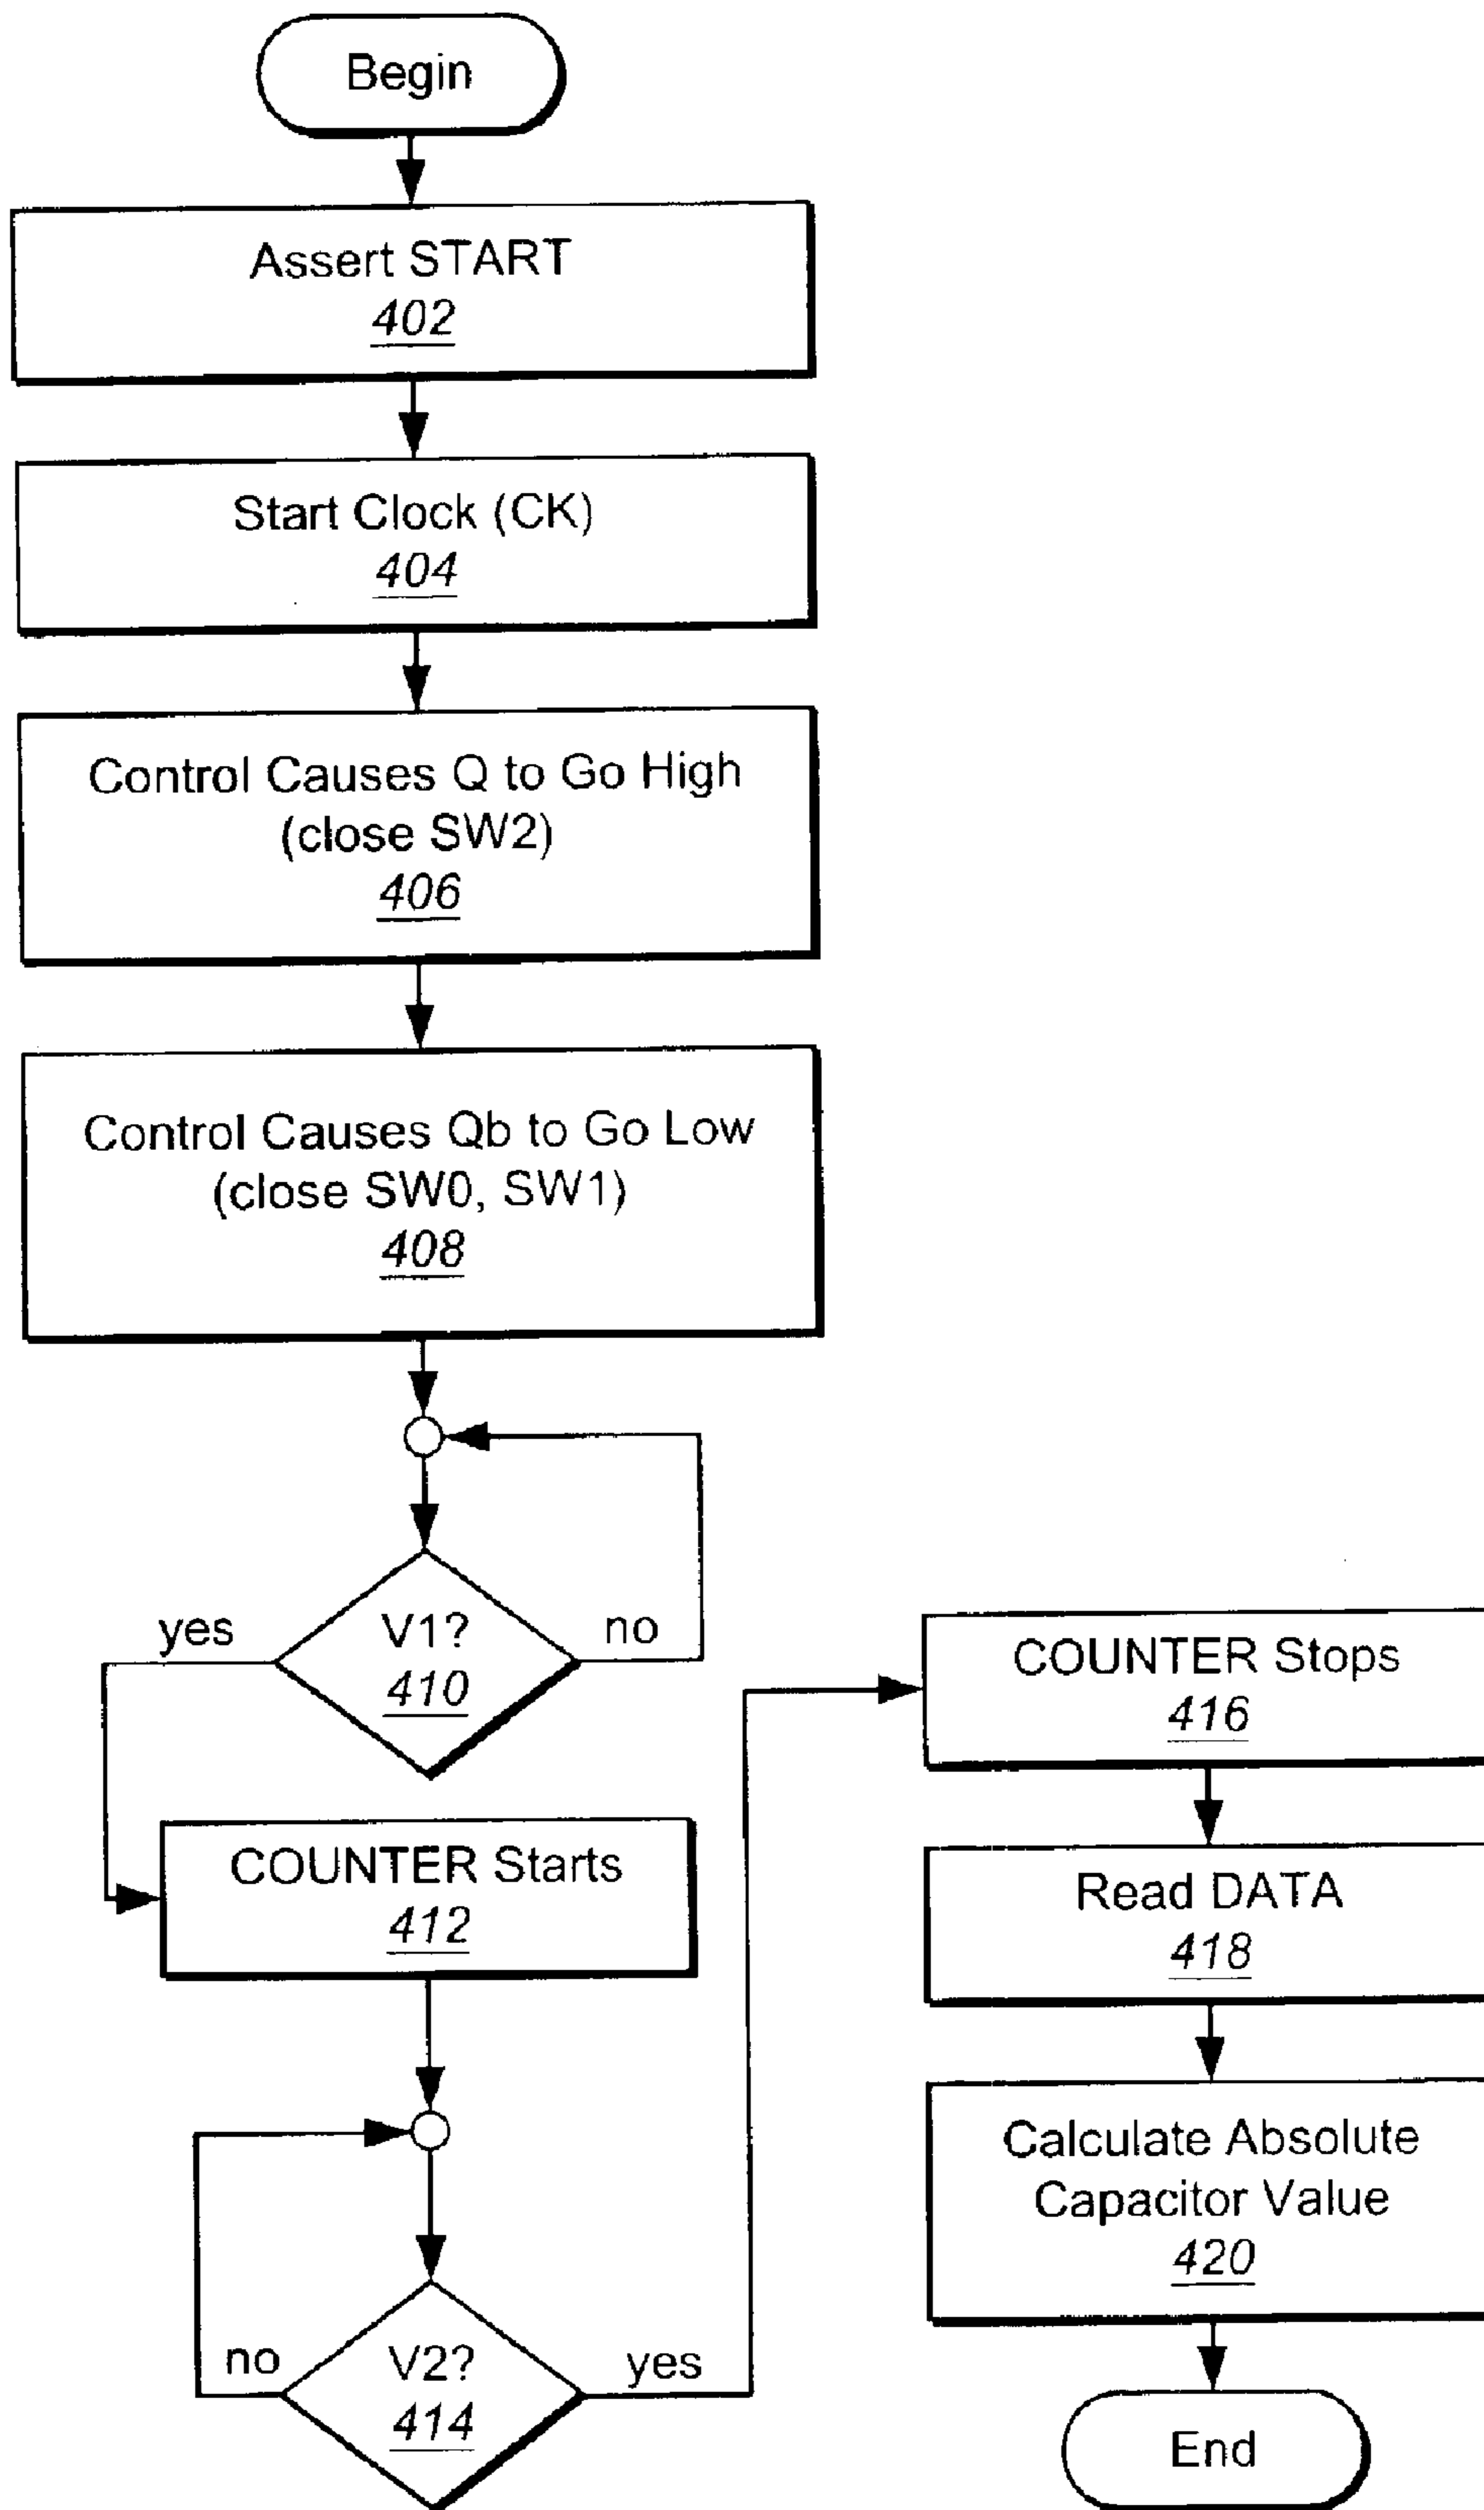 Begin
Assert START
402
Start Clock (CK)
404
Control Causes Q to Go High
(close SW2)
406
Control Causes Qb to Go Low
(close SW0, SW1)
408
V1?
410
yes
no
COUNTER Starts
412
V2?
414
no
yes
COUNTER Stops
416
Read DATA
418
Calculate Absolute
Capacitor Value
420
End